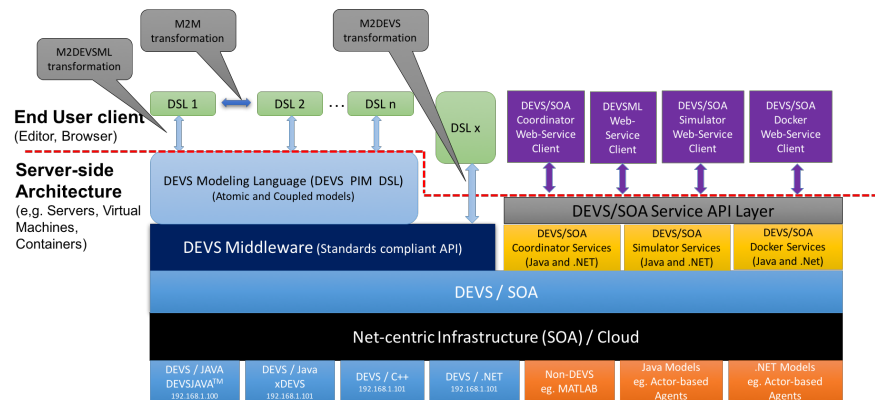 M2M
transformation
M2DEVS
transformation
M2DEVSML
transformation
DSL 1
DSL 2
...
DSL n
DSL x
DEVS/SOA
Coordinator
Web-Service
Client
DEVSML
Web-
Service
Client
DEVS/SOA
Simulator
Web-Service
Client
DEVS/SOA
Docker
Web-Service
Client
End User client
(Editor, Browser)
Server-side
Architecture
(e,g. Servers, Virtual
Machines,
Containers)
DEVS Modeling Language (DEVS PIM DSL)
(Atomic and Coupled models)
DEVS/SOA Service API Layer
DEVS Middleware (Standards compliant API)
DEVS/SOA
Coordinator Services
(Java and .NET)
DEVS/SOA
Simulator Services
(Java and .NET)
DEVS/SOA
Docker Services
(Java and .Net)
DEVS / SOA
Net-centric Infrastructure (SOA) / Cloud
DEVS / JAVA
DEVSJAVA™
192.168.1.100
DEVS / Java
xDEVS
192.168.1.101
DEVS / C++
192.168.1.101
DEVS / .NET
192.168.1.101
Non-DEVS
eg. MATLAB
Java Models
eg. Actor-based
Agents
.NET Models
eg. Actor-based
Agents